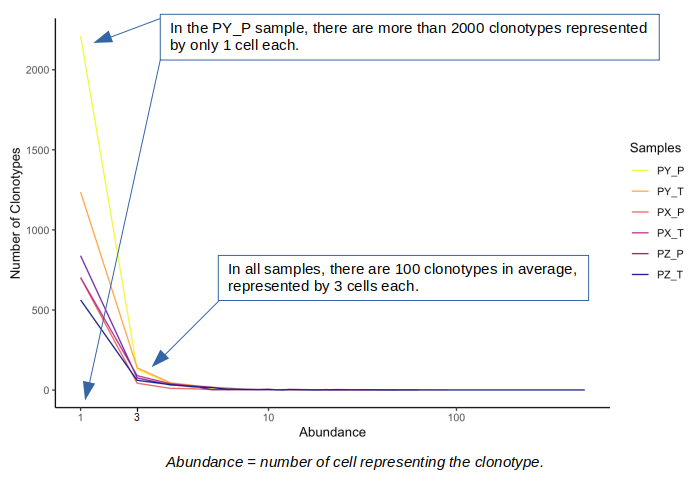 In the PY_P sample, there are more than 2000 clonotypes represented
by only 1 cell each.
2000
1500
1000
500
0
Number of Clonotypes
In all samples, there are 100 clonotypes in average,
represented by 3 cells each.
Samples
PY_P
PY_T
PX_P
PX_T
PZ_P
PZ_T
1
3
10
100
Abundance
Abundance = number of cell representing the clonotype.